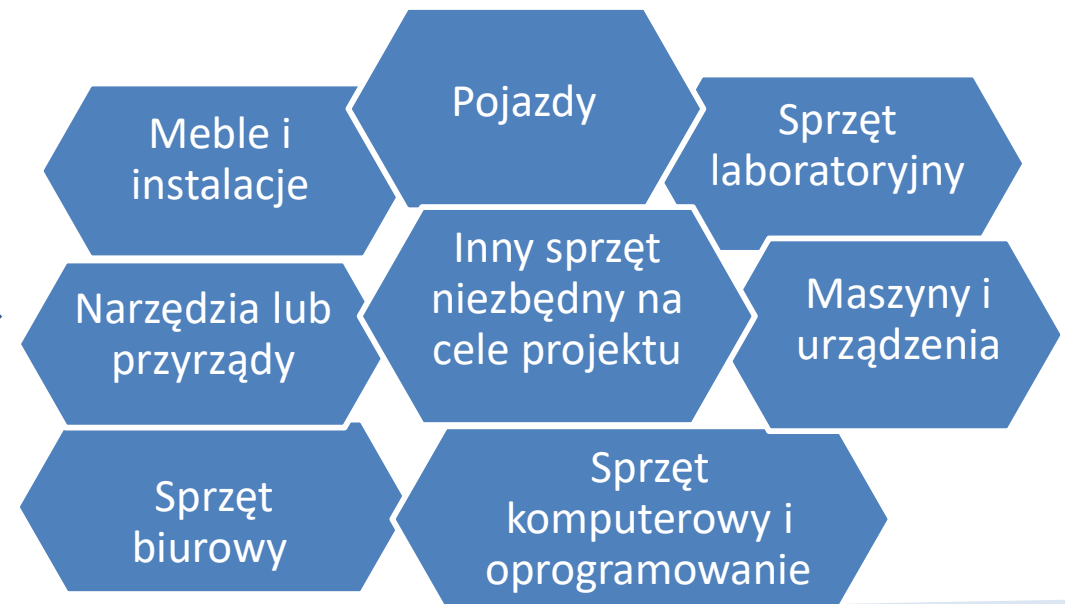 Pojazdy
Meble i
instalacje
Sprzęt
laboratoryjny
Inny sprzęt
niezbędny na
cele projektu
Narzędzia lub
przyrządy
Maszyny i
urządzenia
Sprzęt
biurowy
Sprzęt
komputerowy i
oprogramowanie